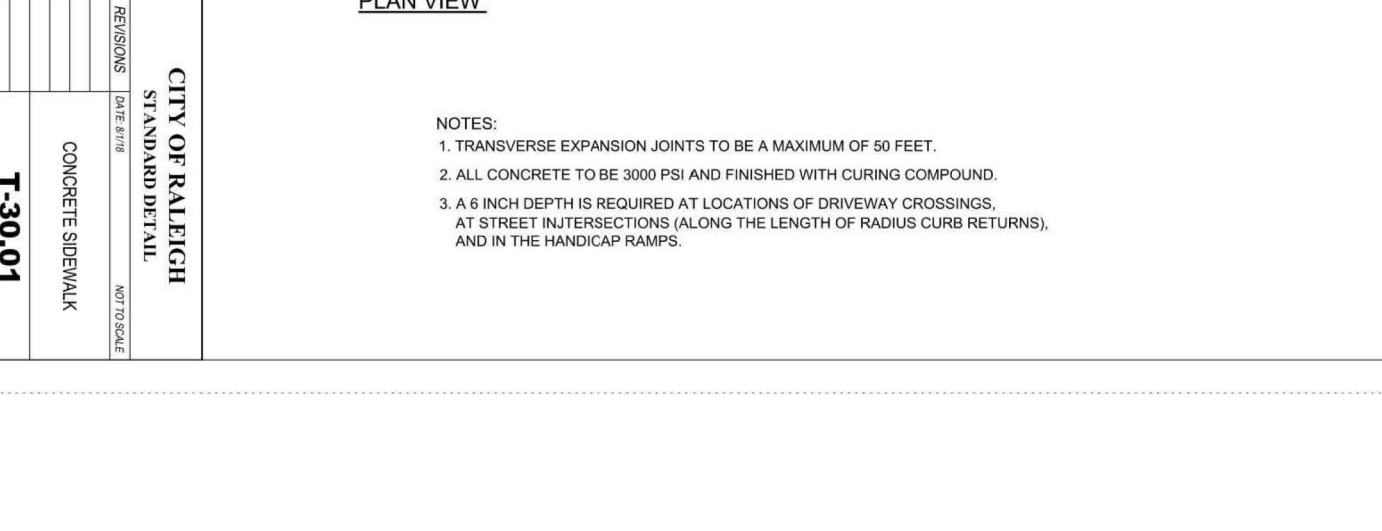 PLAN VIEW
NOTES:
1. TRANSVERSE EXPANSION JOINTS TO BE A MAXIMUM OF 50 FEET.
2. ALL CONCRETE TO BE 3000 PSI AND FINISHED WITH CURING COMPOUND.
3. A 6 INCH DEPTH IS REQUIRED AT LOCATIONS OF DRIVEWAY CROSSINGS,
AT STREET INJTERSECTIONS (ALONG THE LENGTH OF RADIUS CURB RETURNS),
AND IN THE HANDICAP RAMPS.
CITY OF RALEIGH
STANDARD DETAIL
REVISIONS
DATE: 8/1/18
NOT TO SCALE
CONCRETE SIDEWALK
T-30.01